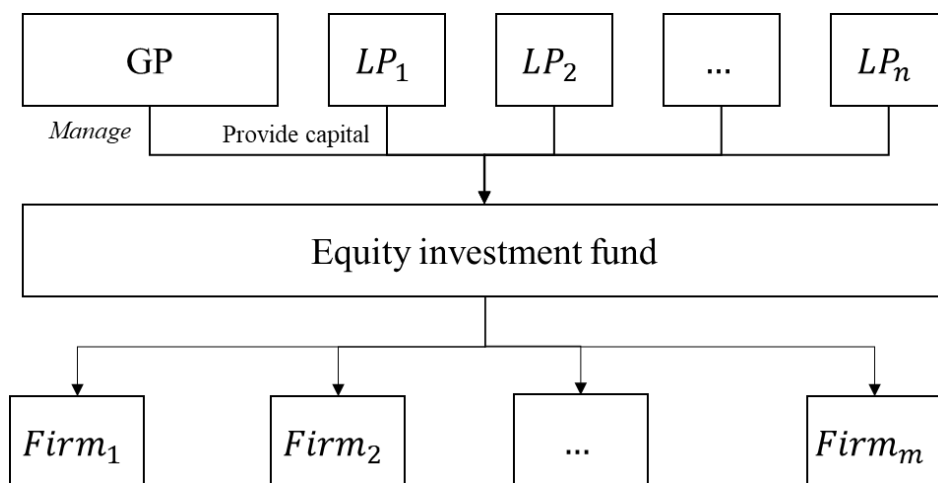 GP
LP₁
LP₂
...
LPₙ
Manage
Provide capital
Equity investment fund
Firm₁
Firm₂
...
Firmₘ